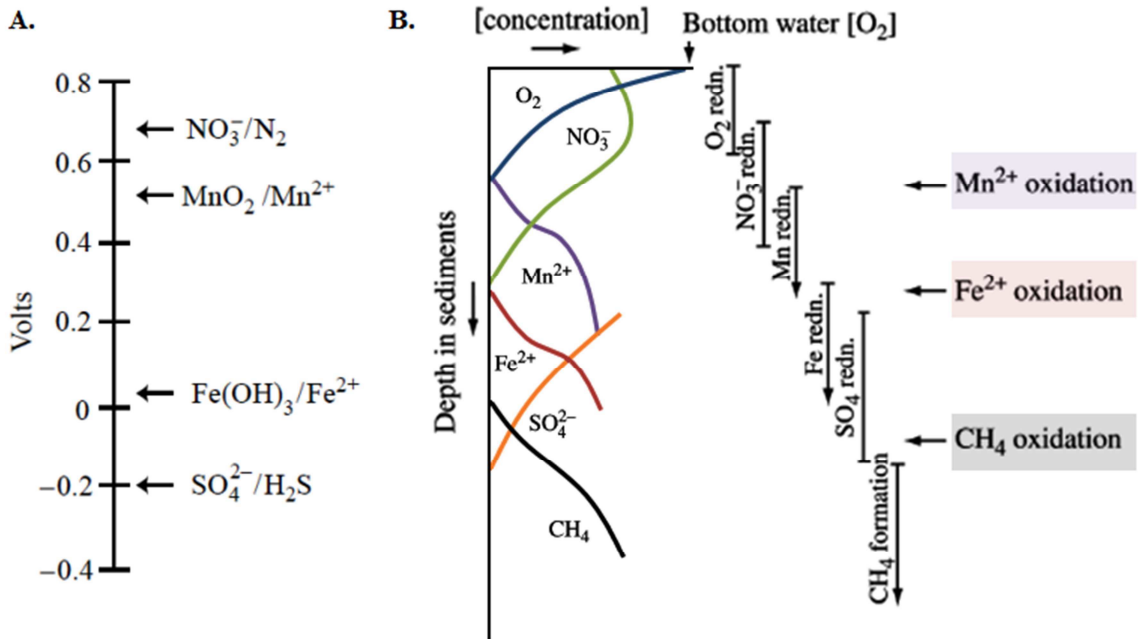 A.
Volts
0.8
0.6
0.4
0.2
0
−0.2
−0.4
NO₃⁻/N₂
MnO₂ /Mn²⁺
Fe(OH)₃/Fe²⁺
SO₄²⁻/H₂S
B.
[concentration]
Bottom water [O₂]
Depth in sediments
O₂
NO₃⁻
Mn²⁺
Fe²⁺
SO₄²⁻
CH₄
O₂ redn.
NO₃⁻ redn.
Mn redn.
Fe redn.
SO₄ redn.
CH₄ formation
Mn²⁺ oxidation
Fe²⁺ oxidation
CH₄ oxidation